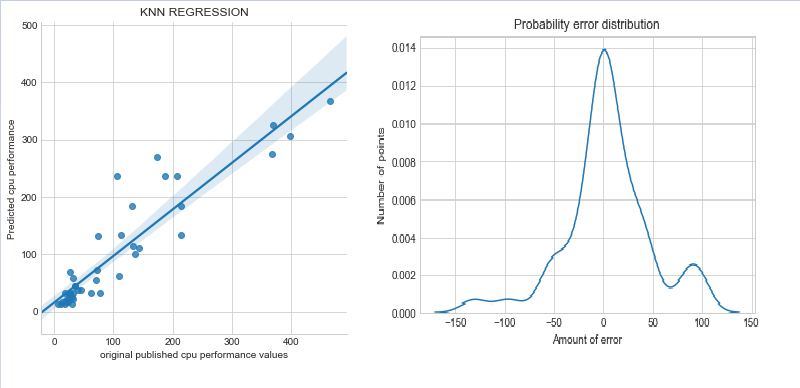 KNN REGRESSION
500
400
300
200
100
0
0 100 200 300 400
Predicted cpu performance
original published cpu performance values
Probability error distribution
0.014
0.012
0.010
0.008
0.006
0.004
0.002
0.000
−150 −100 −50 0 50 100 150
Number of points
Amount of error